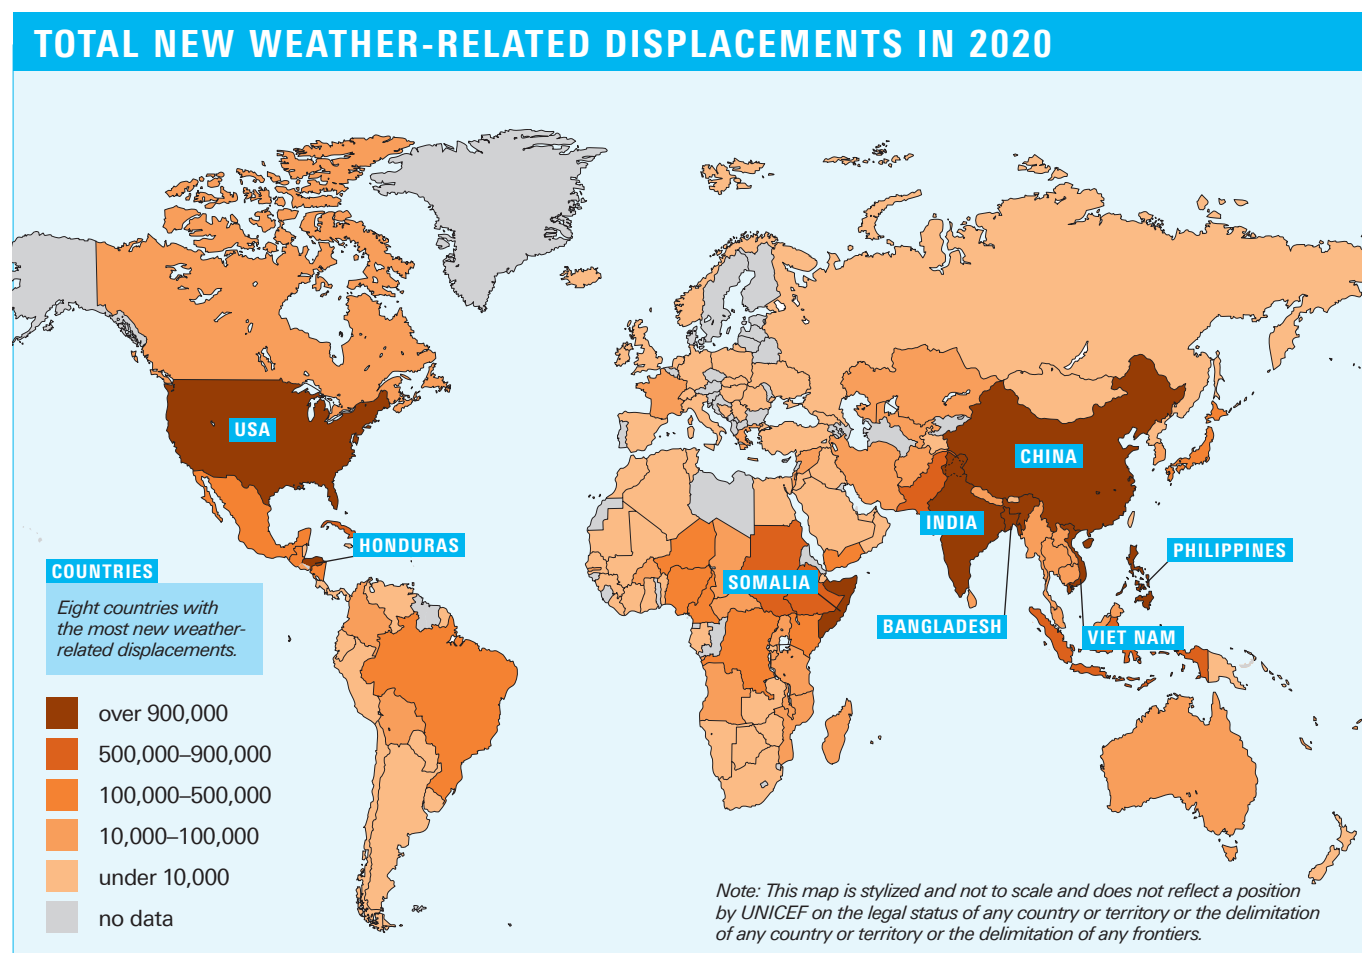 TOTAL NEW WEATHER-RELATED DISPLACEMENTS IN 2020
USA
CHINA
INDIA
HONDURAS
PHILIPPINES
SOMALIA
BANGLADESH
VIET NAM
COUNTRIES
Eight countries with
the most new weather-
related displacements.
over 900,000
500,000–900,000
100,000–500,000
10,000–100,000
under 10,000
no data
Note: This map is stylized and not to scale and does not reflect a position
by UNICEF on the legal status of any country or territory or the delimitation
of any country or territory or the delimitation of any frontiers.